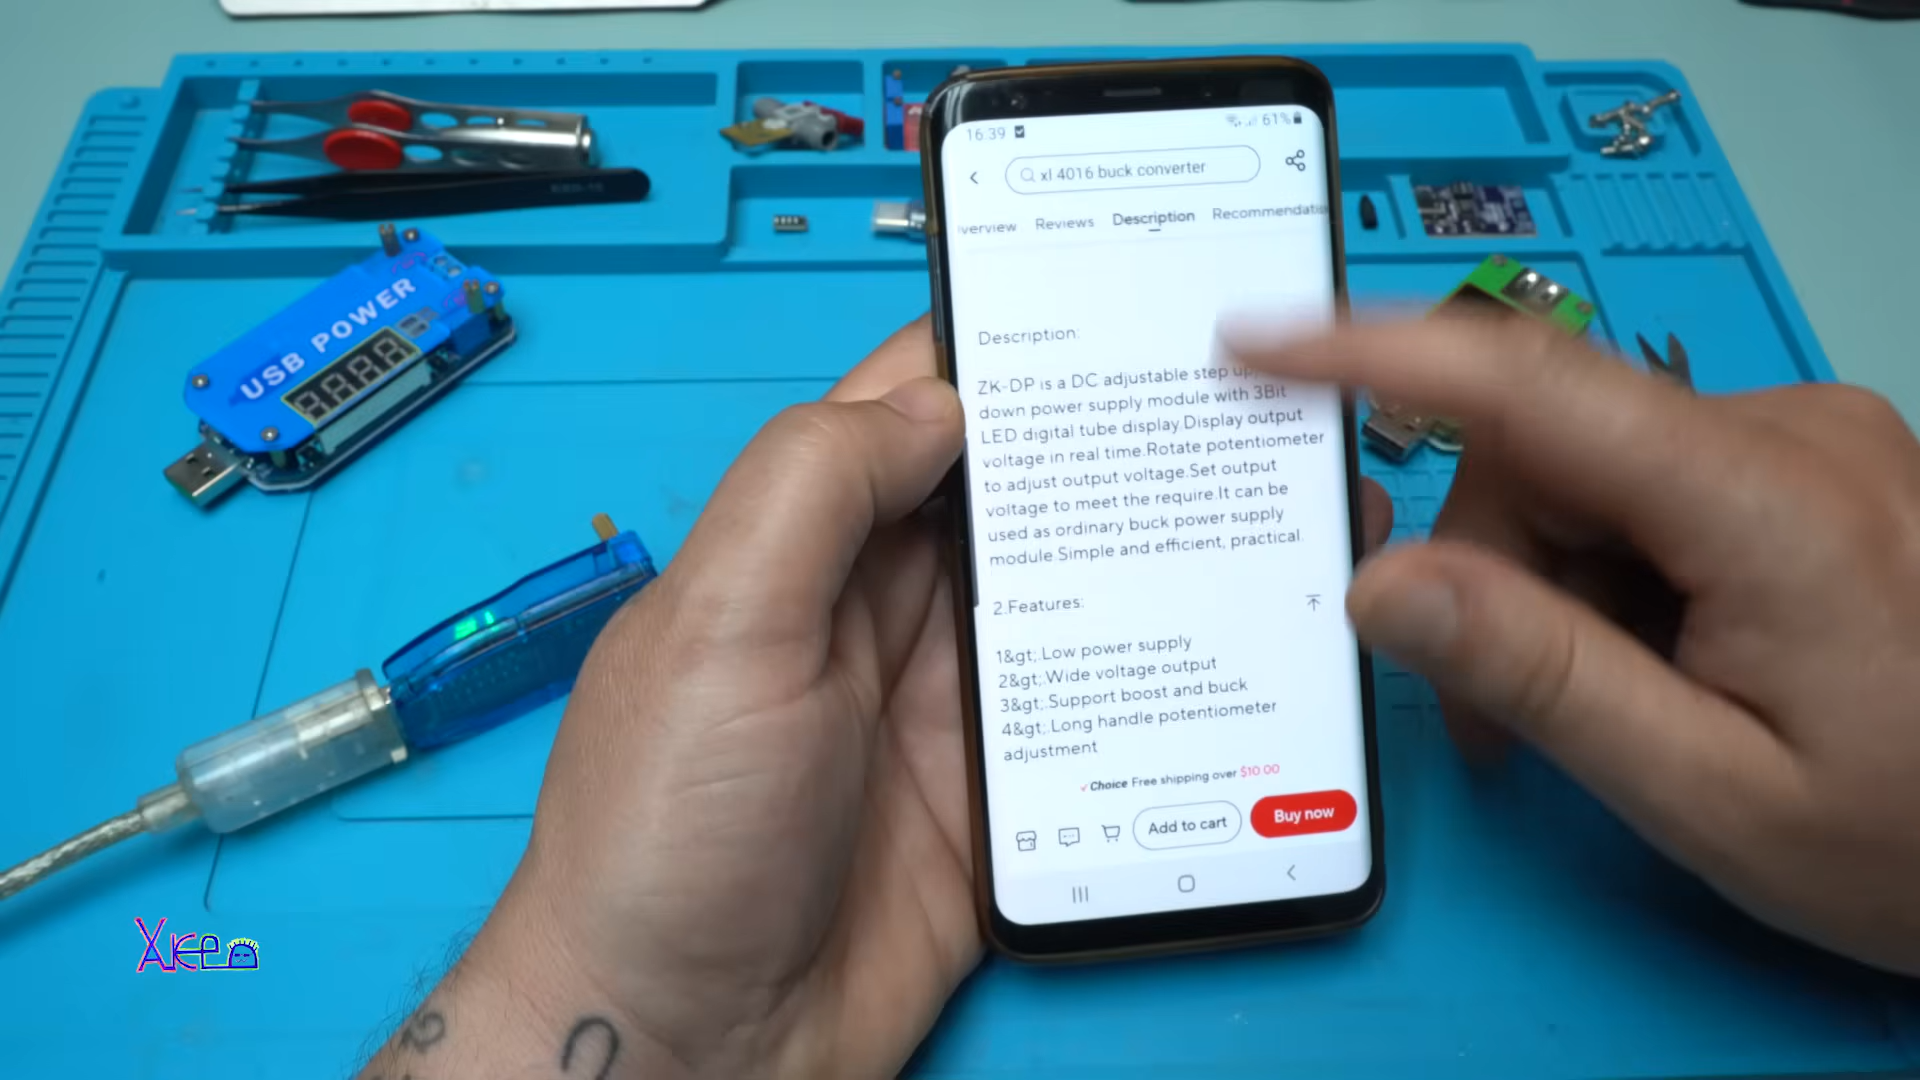 16.39
61%
xl 4016 buck converter
verview Reviews Description Recommendatio
Description:
ZK-DP is a DC adjustable step up
down power supply module with 3Bit
LED digital tube display.Display output
voltage in real time.Rotate potentiometer
to adjust output voltage.Set output
voltage to meet the require.It can be
used as ordinary buck power supply
module.Simple and efficient, practical.
2.Features:
1&gt;.Low power supply
2&gt;.Wide voltage output
3&gt;.Support boost and buck
4&gt;.Long handle potentiometer
adjustment
Choice Free shipping over $10.00
Add to cart
Buy now
USB POWER
Xke